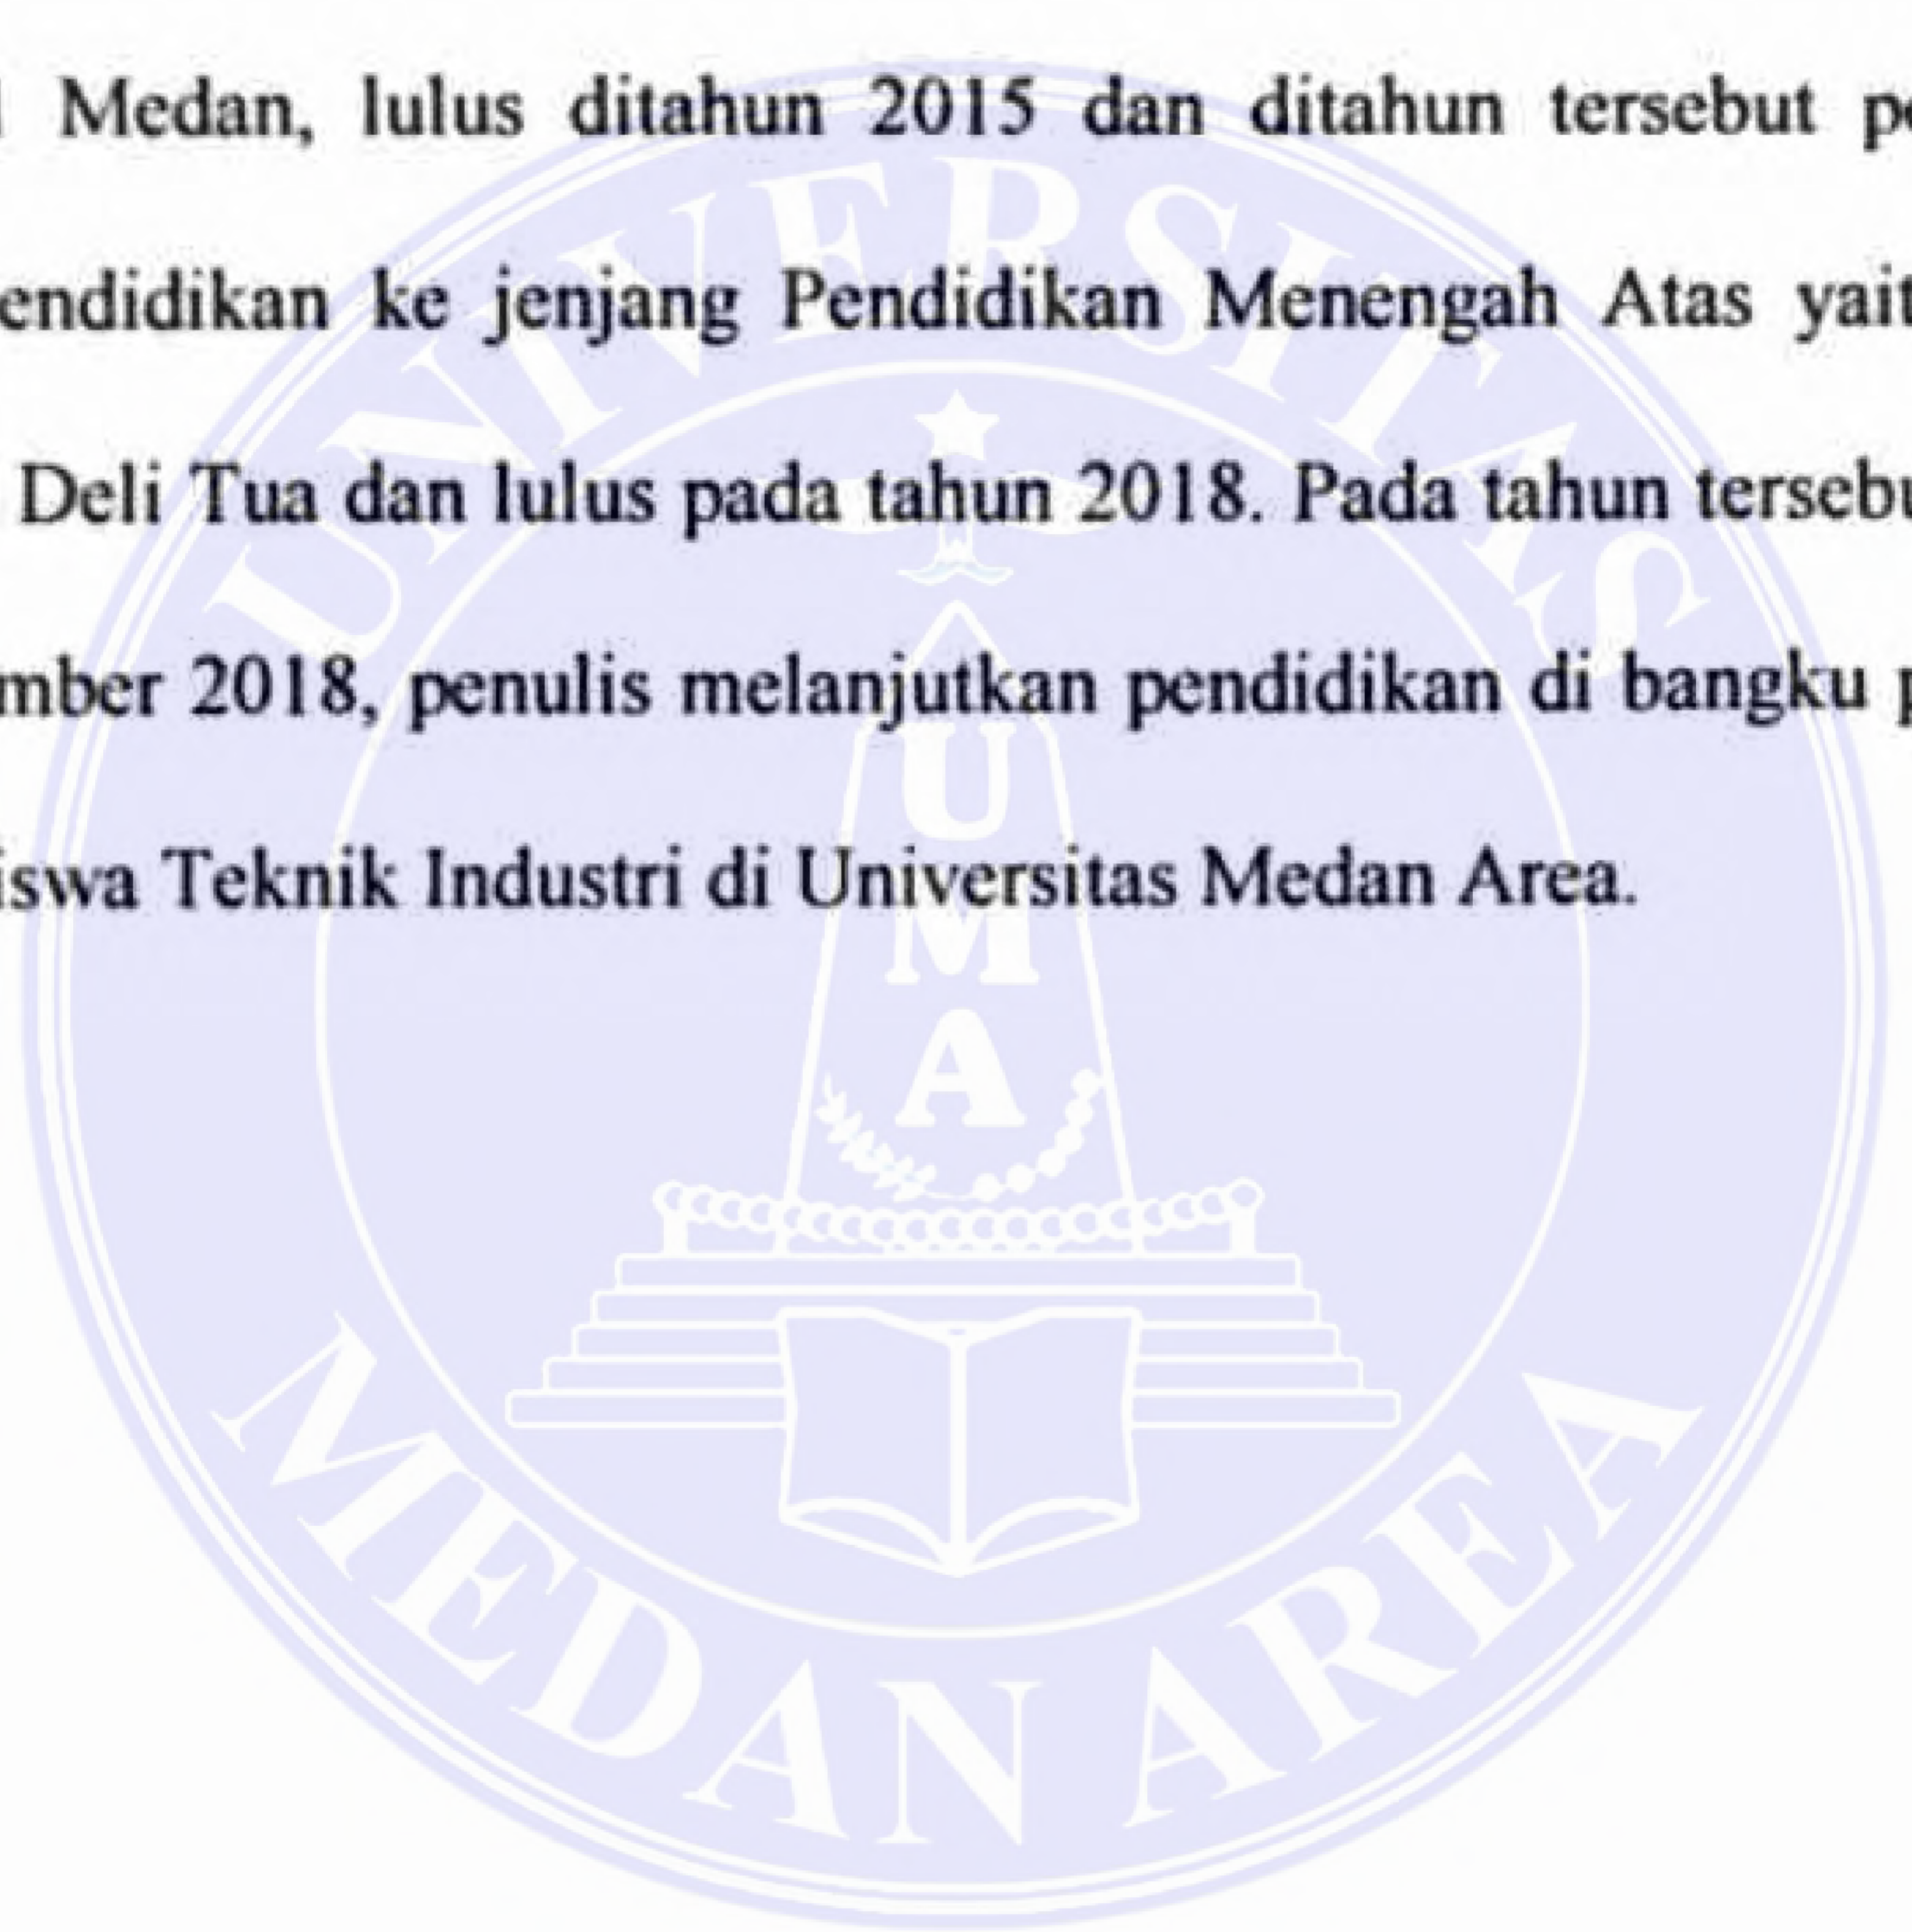 Medan, lulus ditahun 2015 dan ditahun tersebut pe
endidikan ke jenjang Pendidikan Menengah Atas yait
Deli Tua dan lulus pada tahun 2018. Pada tahun tersebu
mber 2018, penulis melanjutkan pendidikan di bangku p
iswa Teknik Industri di Universitas Medan Area.
UNIVERSITAS
U
M
A
MEDAN AREA